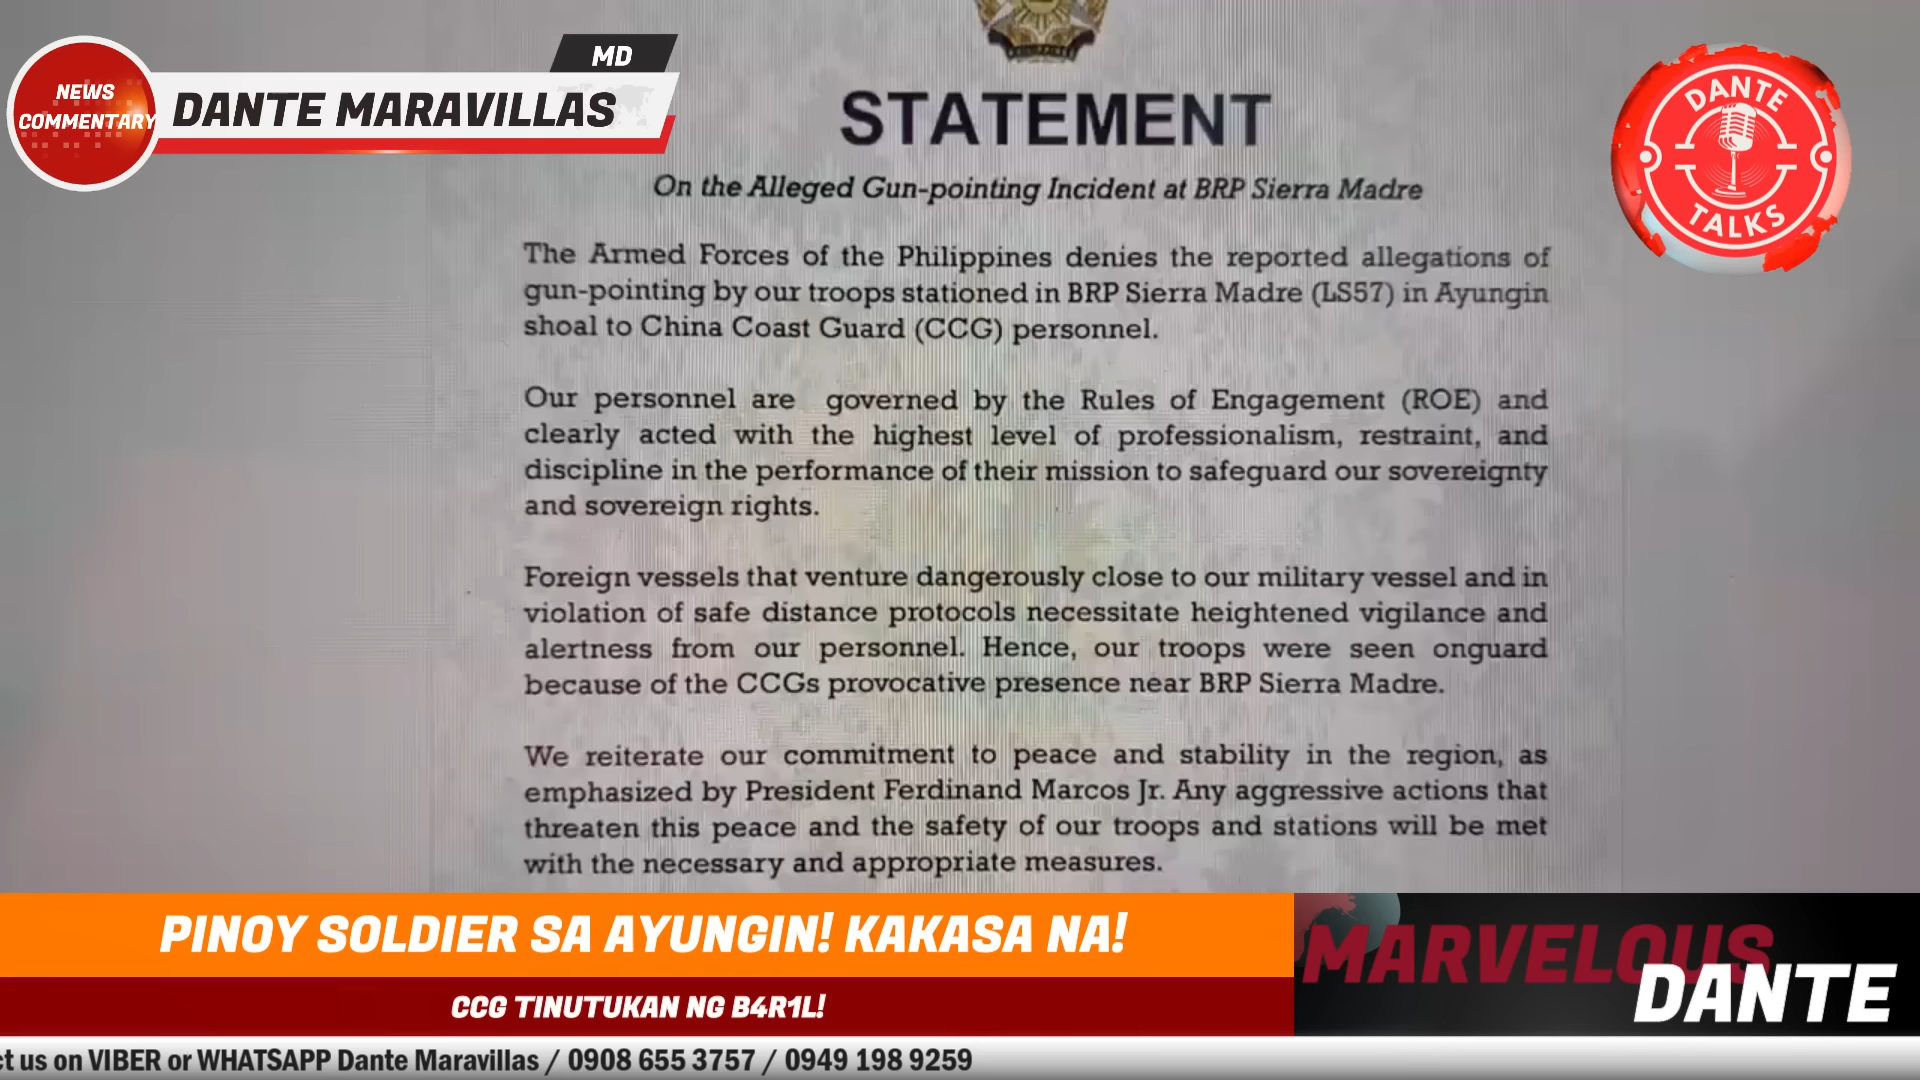 MD
NEWS
COMMENTARY
DANTE MARAVILLAS
DANTE
TALKS
STATEMENT
On the Alleged Gun-pointing Incident at BRP Sierra Madre
The Armed Forces of the Philippines denies the reported allegations of
gun-pointing by our troops stationed in BRP Sierra Madre (LS57) in Ayungin
shoal to China Coast Guard (CCG) personnel.
Our personnel are governed by the Rules of Engagement (ROE) and
clearly acted with the highest level of professionalism, restraint, and
discipline in the performance of their mission to safeguard our sovereignty
and sovereign rights.
Foreign vessels that venture dangerously close to our military vessel and in
violation of safe distance protocols necessitate heightened vigilance and
alertness from our personnel. Hence, our troops were seen onguard
because of the CCGs provocative presence near BRP Sierra Madre.
We reiterate our commitment to peace and stability in the region, as
emphasized by President Ferdinand Marcos Jr. Any aggressive actions that
threaten this peace and the safety of our troops and stations will be met
with the necessary and appropriate measures.
PINOY SOLDIER SA AYUNGIN! KAKASA NA!
CCG TINUTUKAN NG B4R1L!
MARVELOUS
DANTE
ct us on VIBER or WHATSAPP Dante Maravillas / 0908 655 3757 / 0949 198 9259